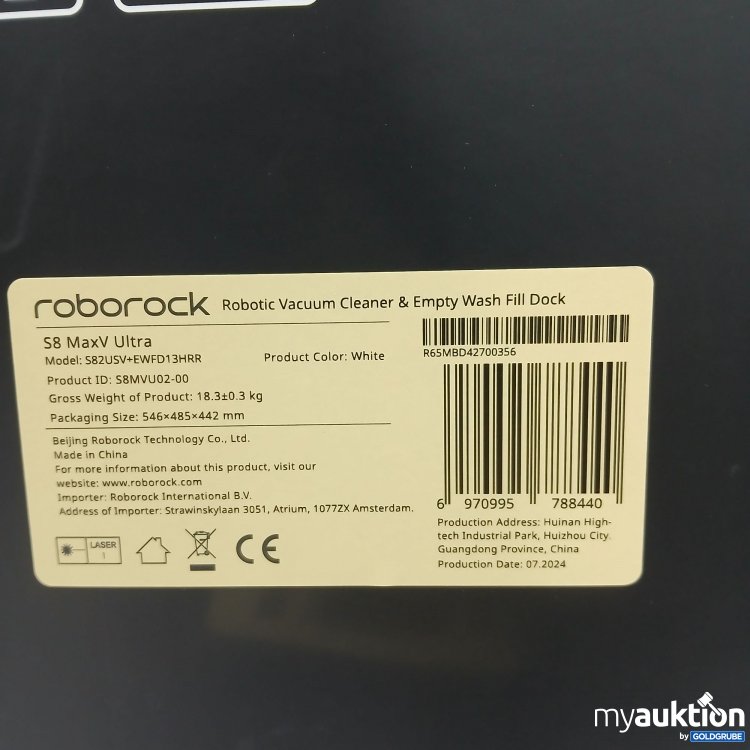 roborock Robotic Vacuum Cleaner & Empty Wash Fill Dock
S8 MaxV Ultra
Model: S82USV+EWFD13HRR Product Color: White
Product ID: S8MVU02-00
Gross Weight of Product: 18.3±0.3 kg
Packaging Size: 546×485×442 mm
Beijing Roborock Technology Co., Ltd.
Made in China
For more information about this product, visit our
website: www.roborock.com
Importer: Roborock International B.V.
Address of Importer: Strawinskylaan 3051, Atrium, 1077ZX Amsterdam.
LASER
1
CE
R65MBD42700356
6 970995 788440
Production Address: Huinan High-
tech Industrial Park, Huizhou City,
Guangdong Province, China
Production Date: 07.2024
myauktion
by GOLDGRUBE